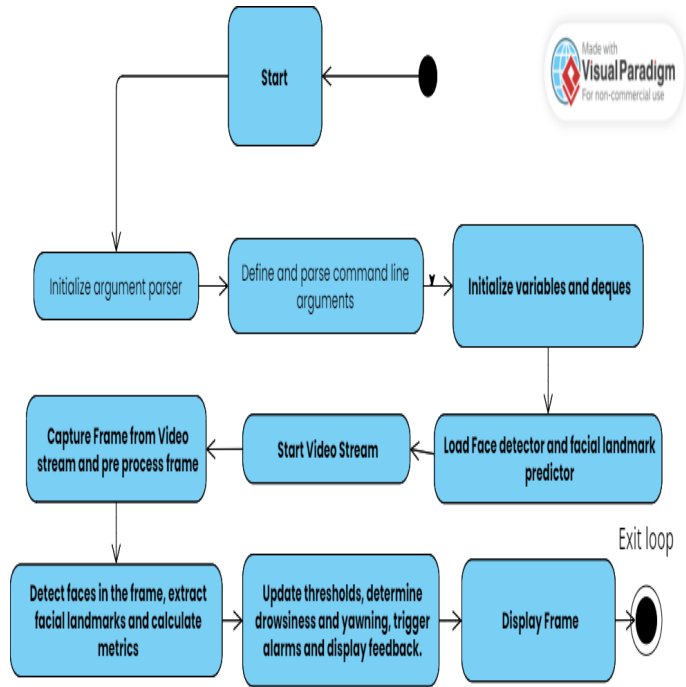 Made with
Visual Paradigm
For non-commercial use
Start
Initialize argument parser
Define and parse command line
arguments
Initialize variables and deques
Capture Frame from Video
stream and pre process frame
Start Video Stream
Load Face detector and facial landmark
predictor
Exit loop
Detect faces in the frame, extract
facial landmarks and calculate
metrics
Update thresholds, determine
drowsiness and yawning, trigger
alarms and display feedback.
Display Frame